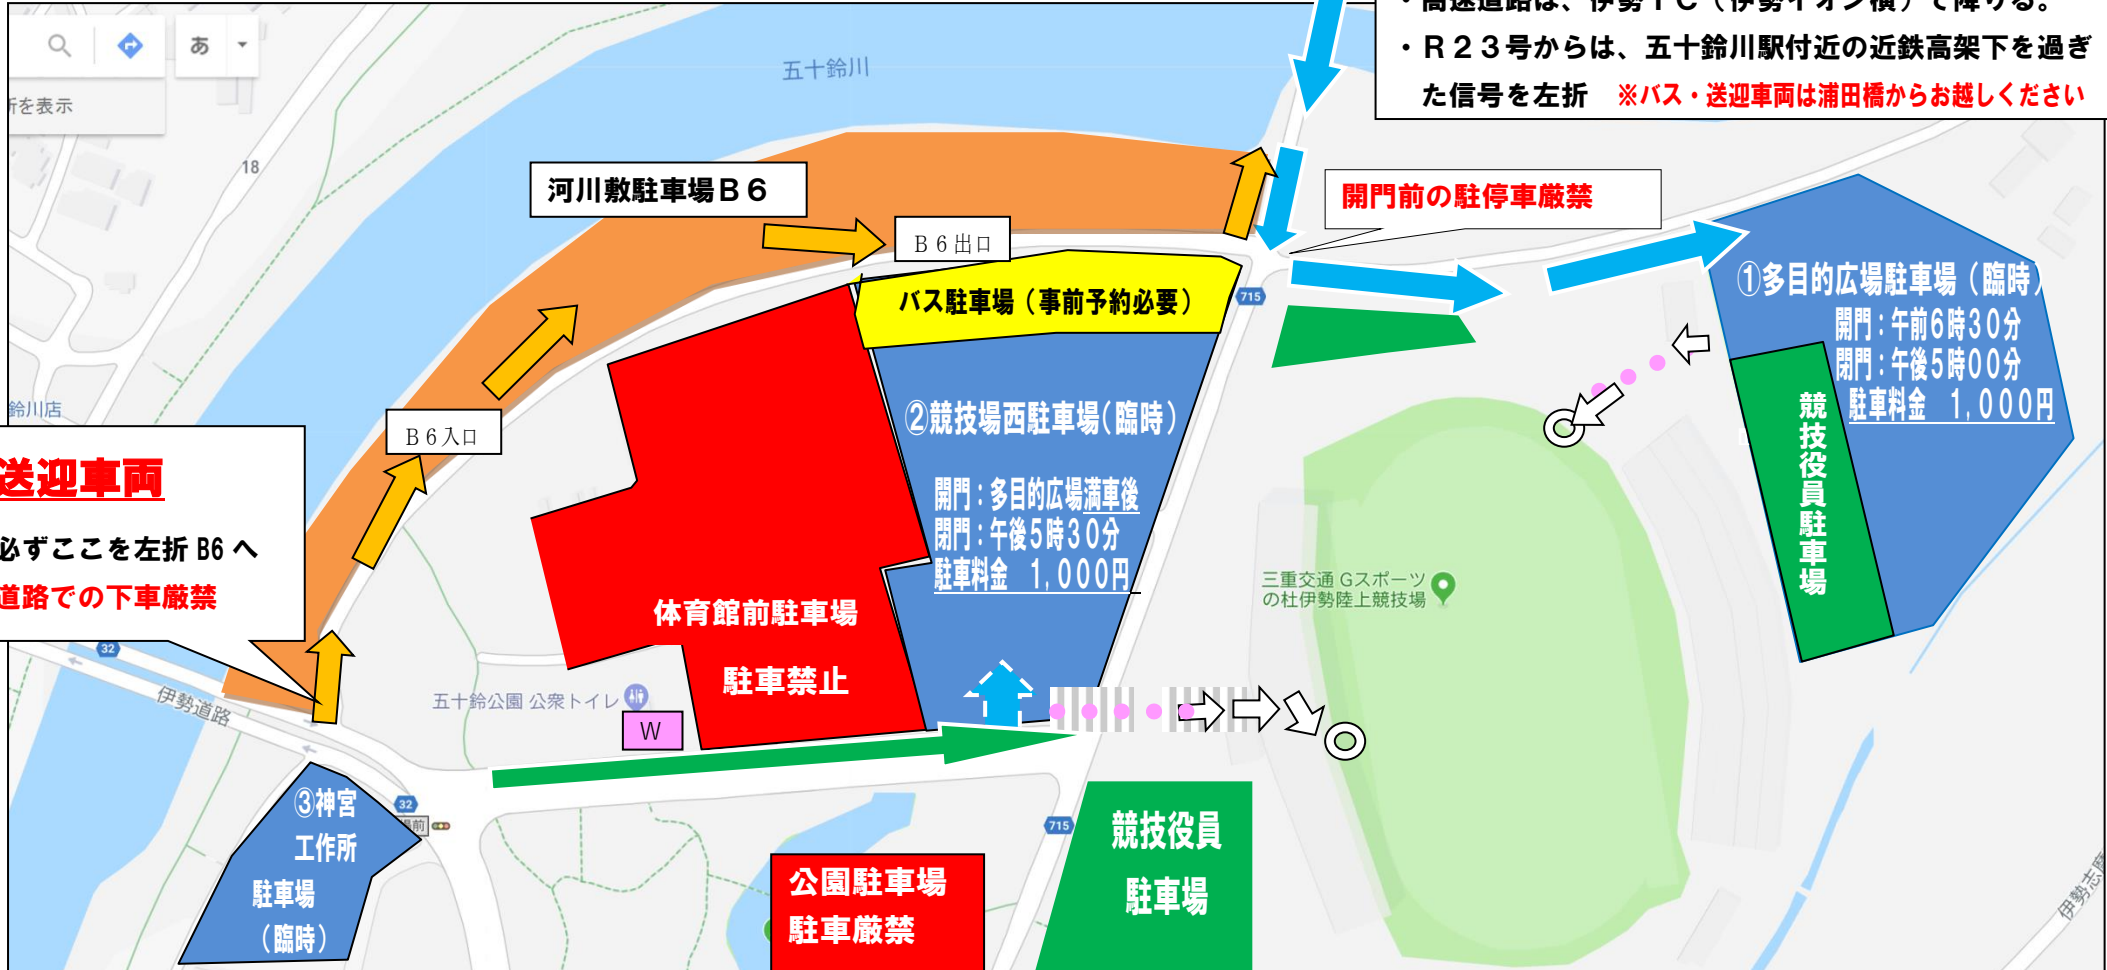 ・高速道路は、伊勢ＩＣ（伊勢イオン横）で降りる。
・Ｒ２３号からは、五十鈴川駅付近の近鉄高架下を過ぎ
た信号を左折　※バス・送迎車両は浦田橋からお越しください
あ
所を表示
五十鈴川
18
河川敷駐車場Ｂ６
開門前の駐停車厳禁
Ｂ６出口
①多目的広場駐車場（臨時）
開門：午前６時３０分
閉門：午後５時００分
駐車料金　１，０００円
バス駐車場（事前予約必要）
715
鈴川店
Ｂ６入口
②競技場西駐車場（臨時）
開門：多目的広場満車後
閉門：午後５時３０分
駐車料金　１，０００円
競技役員駐車場
送迎車両
必ずここを左折 B6 へ
道路での下車厳禁
三重交通 Gスポーツ
の杜伊勢陸上競技場
体育館前駐車場
駐車禁止
32
伊勢道路
五十鈴公園 公衆トイレ
W
③神宮
工作所
駐車場
（臨時）
32
前
715
競技役員
駐車場
公園駐車場
駐車厳禁
伊勢志摩